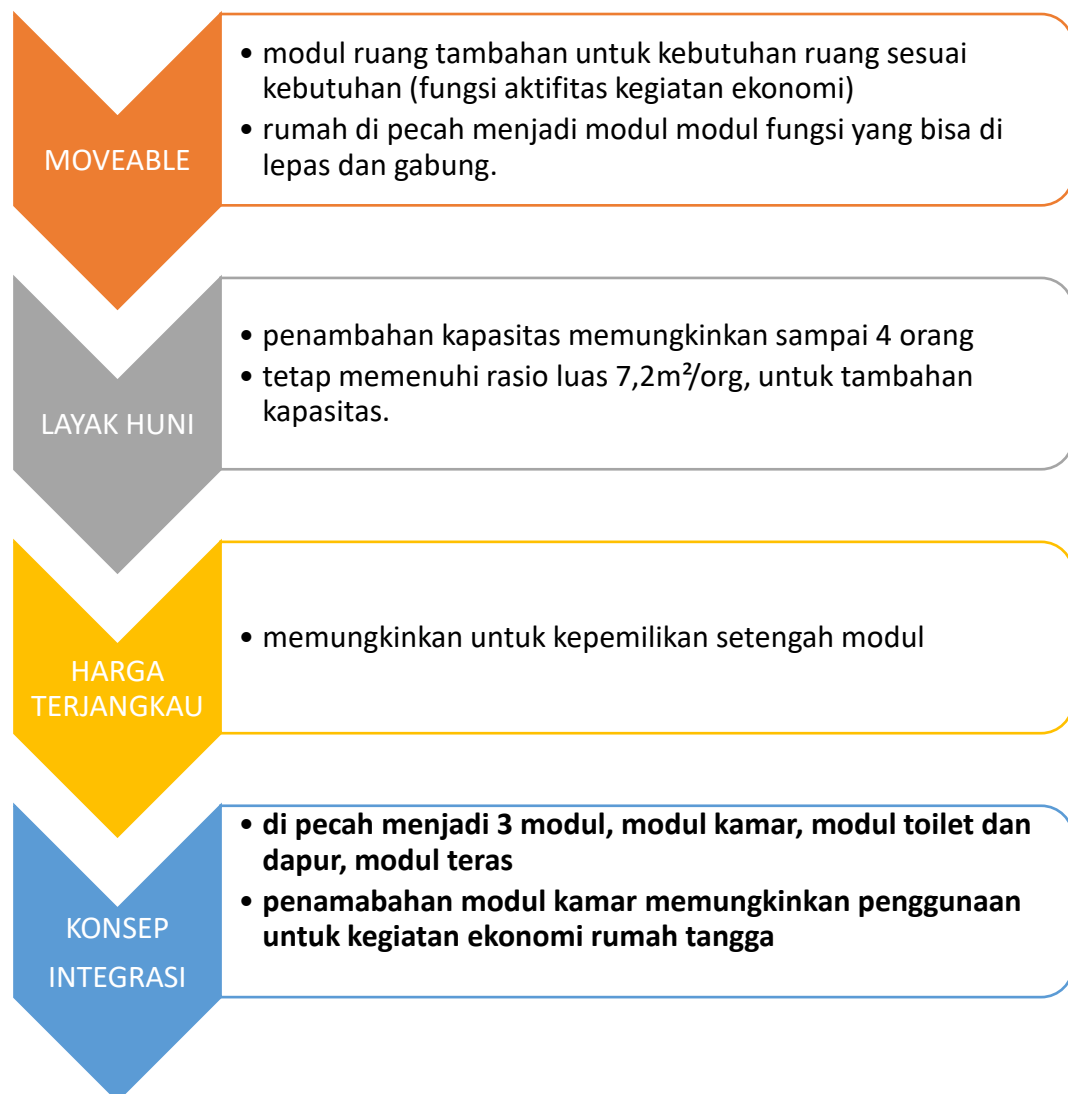 MOVEABLE
• modul ruang tambahan untuk kebutuhan ruang sesuai
kebutuhan (fungsi aktifitas kegiatan ekonomi)
• rumah di pecah menjadi modul modul fungsi yang bisa di
lepas dan gabung.
LAYAK HUNI
• penambahan kapasitas memungkinkan sampai 4 orang
• tetap memenuhi rasio luas 7,2m²/org, untuk tambahan
kapasitas.
HARGA
TERJANGKAU
• memungkinkan untuk kepemilikan setengah modul
KONSEP
INTEGRASI
• di pecah menjadi 3 modul, modul kamar, modul toilet dan
dapur, modul teras
• penamabahan modul kamar memungkinkan penggunaan
untuk kegiatan ekonomi rumah tangga